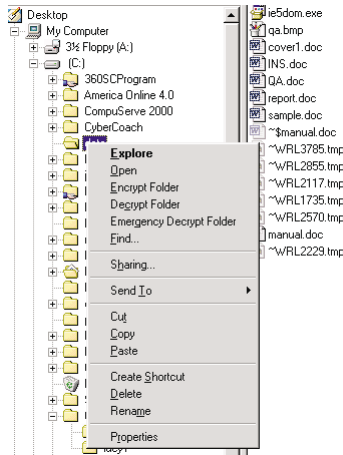 Desktop
My Computer
3½ Floppy (A:)
(C:)
360SCProgram
America Online 4.0
CompuServe 2000
CyberCoach
Explore
Open
Encrypt Folder
Decrypt Folder
Emergency Decrypt Folder
Find...
Sharing...
Send To
Cut
Copy
Paste
Create Shortcut
Delete
Rename
Properties
ie5dom.exe
qa.bmp
cover1.doc
INS.doc
QA.doc
report.doc
sample.doc
~$manual.doc
~WRL3785.tmp
~WRL2855.tmp
~WRL2117.tmp
~WRL1735.tmp
~WRL2570.tmp
manual.doc
~WRL2229.tmp